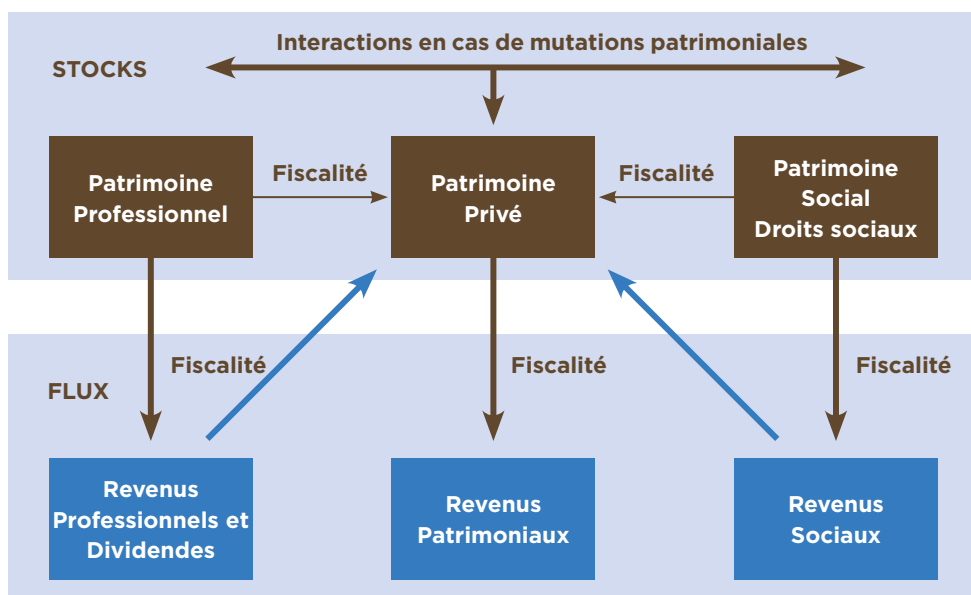 Interactions en cas de mutations patrimoniales
STOCKS
Patrimoine
Professionnel
Fiscalité
Patrimoine
Privé
Fiscalité
Patrimoine
Social
Droits sociaux
Fiscalité
Fiscalité
Fiscalité
FLUX
Revenus
Professionnels et
Dividendes
Revenus
Patrimoniaux
Revenus
Sociaux